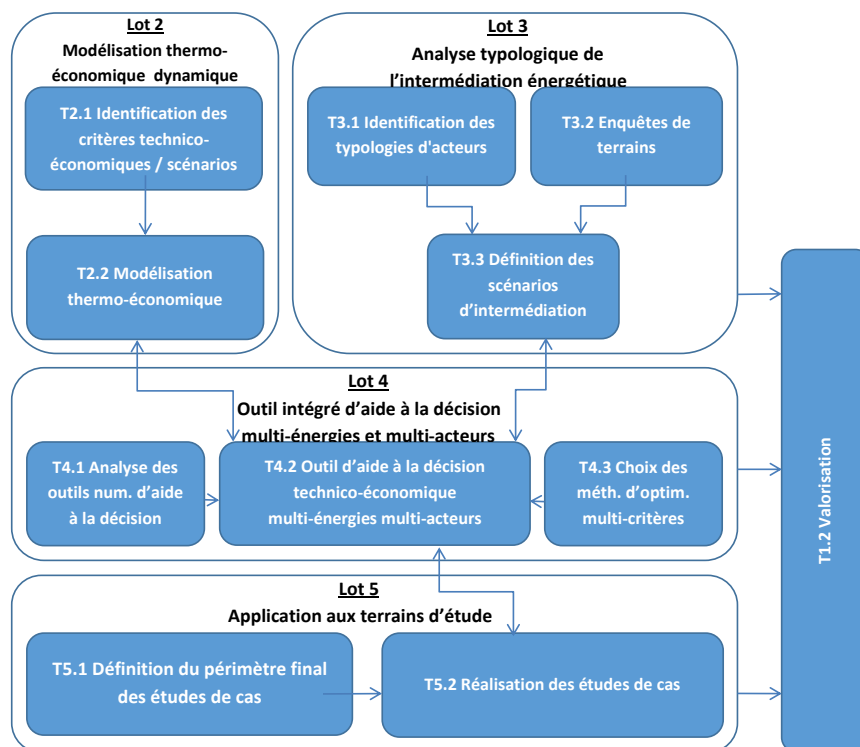 Lot 2
Modélisation thermo-
économique dynamique
T2.1 Identification des
critères technico-
économiques / scénarios
T2.2 Modélisation
thermo-économique
Lot 3
Analyse typologique de
l’intermédiation énergétique
T3.1 Identification des
typologies d'acteurs
T3.2 Enquêtes de
terrains
T3.3 Définition des
scénarios
d’intermédiation
Lot 4
Outil intégré d’aide à la décision
multi-énergies et multi-acteurs
T4.1 Analyse des
outils num. d’aide
à la décision
T4.2 Outil d’aide à la décision
technico-économique
multi-énergies multi-acteurs
T4.3 Choix des
méth. d’optim.
multi-critères
Lot 5
Application aux terrains d’étude
T5.1 Définition du périmètre final
des études de cas
T5.2 Réalisation des études de cas
T1.2 Valorisation